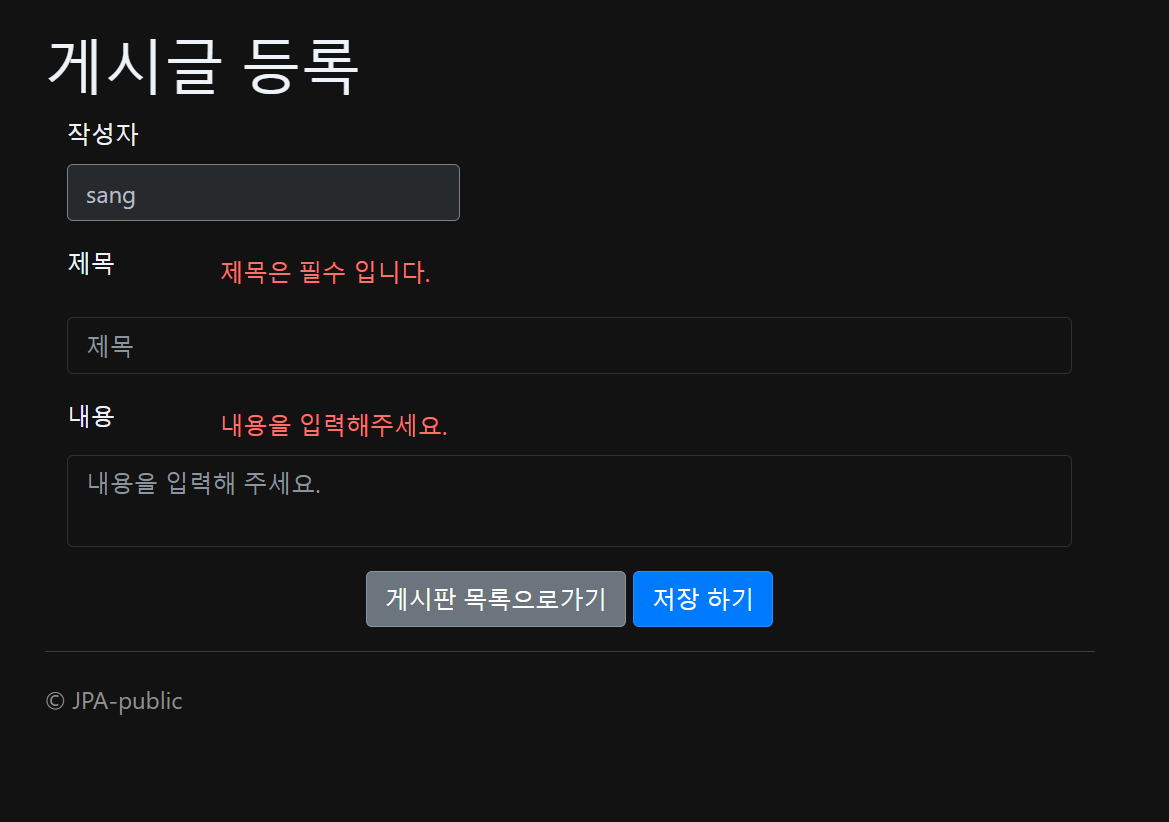 게시글 등록
작성자
sang
제목 제목은 필수 입니다.
제목
내용 내용을 입력해주세요.
내용을 입력해 주세요.
게시판 목록으로가기 저장 하기
© JPA-public